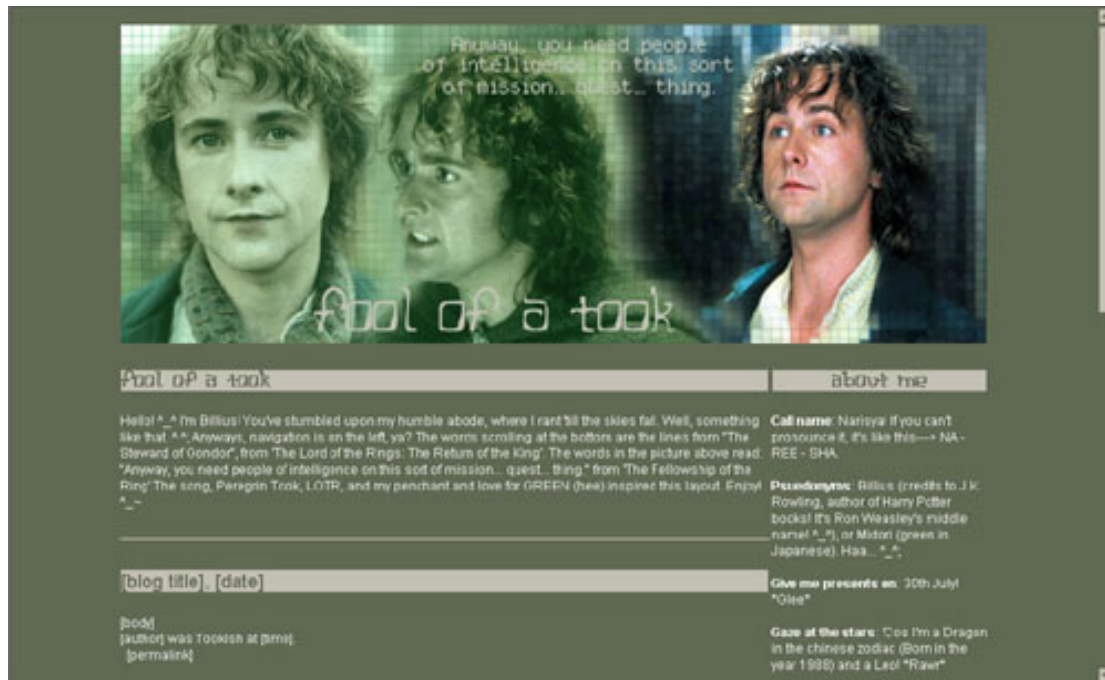 Anyway, you need people
of intelligence on this sort
of mission... quest... thing.
fool of a took
fool of a took
Hello! ^_^ I'm Billius! You've stumbled upon my humble abode, where I rant 'till the skies fall. Well, something
like that. ^^; Anyways, navigation is on the left, ya? The words scrolling at the bottom are the lines from "The
Steward of Gondor", from 'The Lord of the Rings: The Return of the King'. The words in the picture above read:
"Anyway, you need people of intelligence on this sort of mission... quest... thing." from 'The Fellowship of the
Ring'.The song, Peregrin Took, LOTR, and my penchant and love for GREEN (hee) inspired this layout. Enjoy!
^_~
[blog title], [date]
[body]
[author] was Tookish at [time].
[permalink]
about me
Call name: Narisya! If you can't
pronounce it, it's like this---> NA -
REE - SHA.
Psuedonyms: Billius (credits to J.K.
Rowling, author of Harry Potter
books! It's Ron Weasley's middle
name! ^_^), or Midori (green in
Japanese). Haa... ^_^;
Give me presents on: 30th July!
*Glee*
Gaze at the stars: 'Cos I'm a Dragon
in the chinese zodiac (Born in the
year 1988) and a Leo! *Rawr*